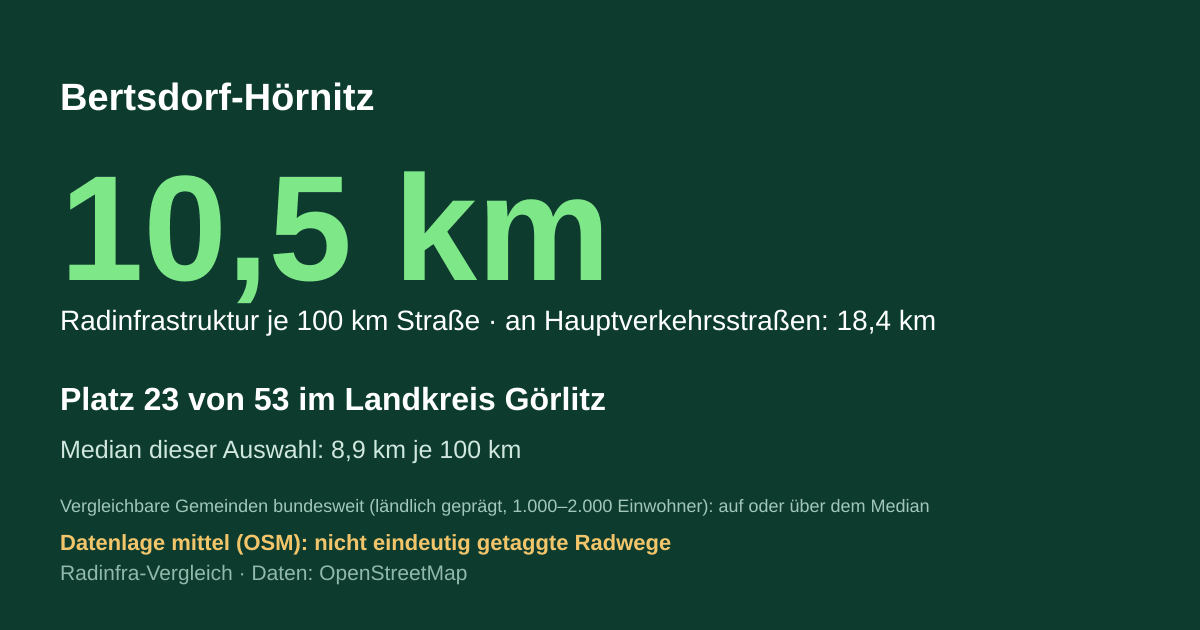 Bertsdorf-Hörnitz
10,5 km
Radinfrastruktur je 100 km Straße · an Hauptverkehrsstraßen: 18,4 km
Platz 23 von 53 im Landkreis Görlitz
Median dieser Auswahl: 8,9 km je 100 km
Vergleichbare Gemeinden bundesweit (ländlich geprägt, 1.000–2.000 Einwohner): auf oder über dem Median
Datenlage mittel (OSM): nicht eindeutig getaggte Radwege
Radinfra-Vergleich · Daten: OpenStreetMap